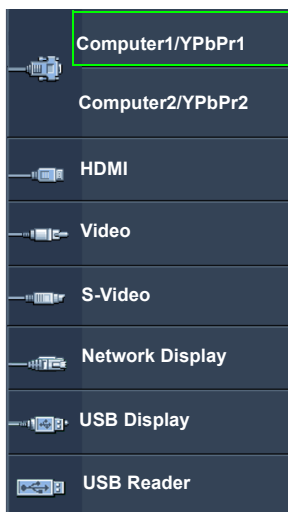 Computer1/YPbPr1
Computer2/YPbPr2
HDMI
Video
S-Video
Network Display
USB Display
USB Reader